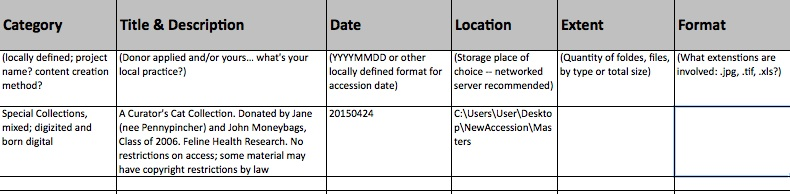 Category
Title & Description
Date
Location
Extent
Format
(locally defined; project
name? content creation
method?
(Donor applied and/or yours... what's your
local practice?)
(YYYYMMDD or other
locally defined format for
accession date)
(Storage place of
choice -- networked
server recommended)
(Quantity of foldes, files,
by type or total size)
(What extenstions are
involved: .jpg, .tif, .xls?)
Special Collections,
mixed; digizited and
born digital
A Curator's Cat Collection. Donated by Jane
(nee Pennypincher) and John Moneybags,
Class of 2006. Feline Health Research. No
restrictions on access; some material may
have copyright restrictions by law
20150424
C:\Users\User\Deskto
p\NewAccession\Mas
ters